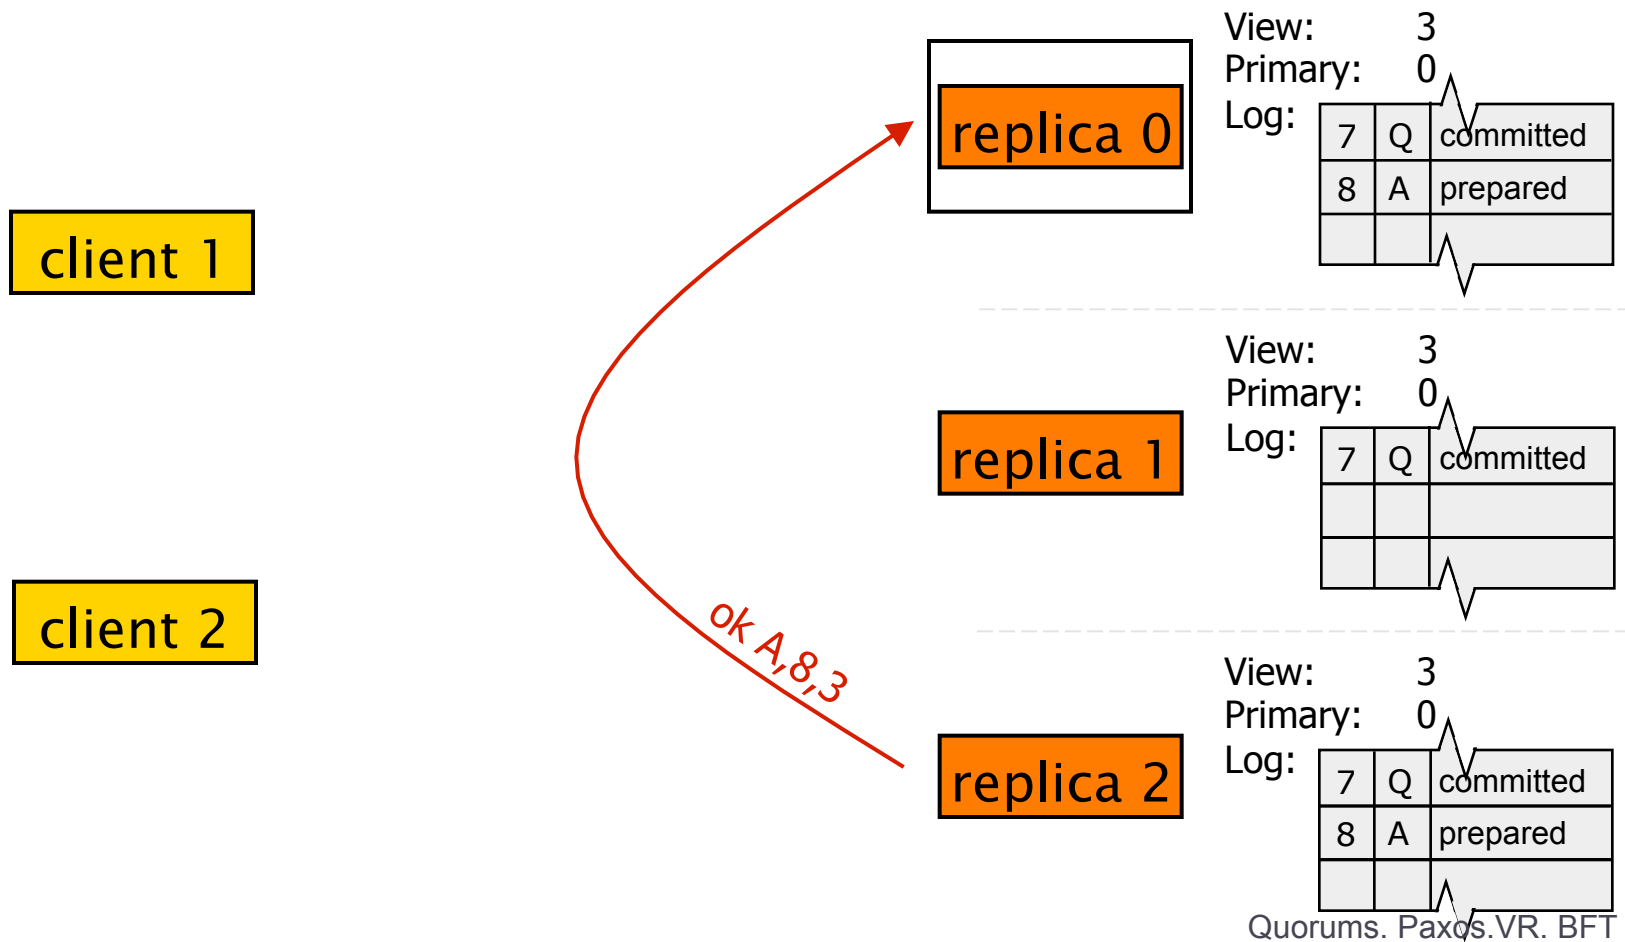 client 1
client 2
ok A,8,3
replica 0
View: 3
Primary: 0
Log:
7 Q committed
8 A prepared
replica 1
View: 3
Primary: 0
Log:
7 Q committed
replica 2
View: 3
Primary: 0
Log:
7 Q committed
8 A prepared
Quorums. Paxos.VR. BFT